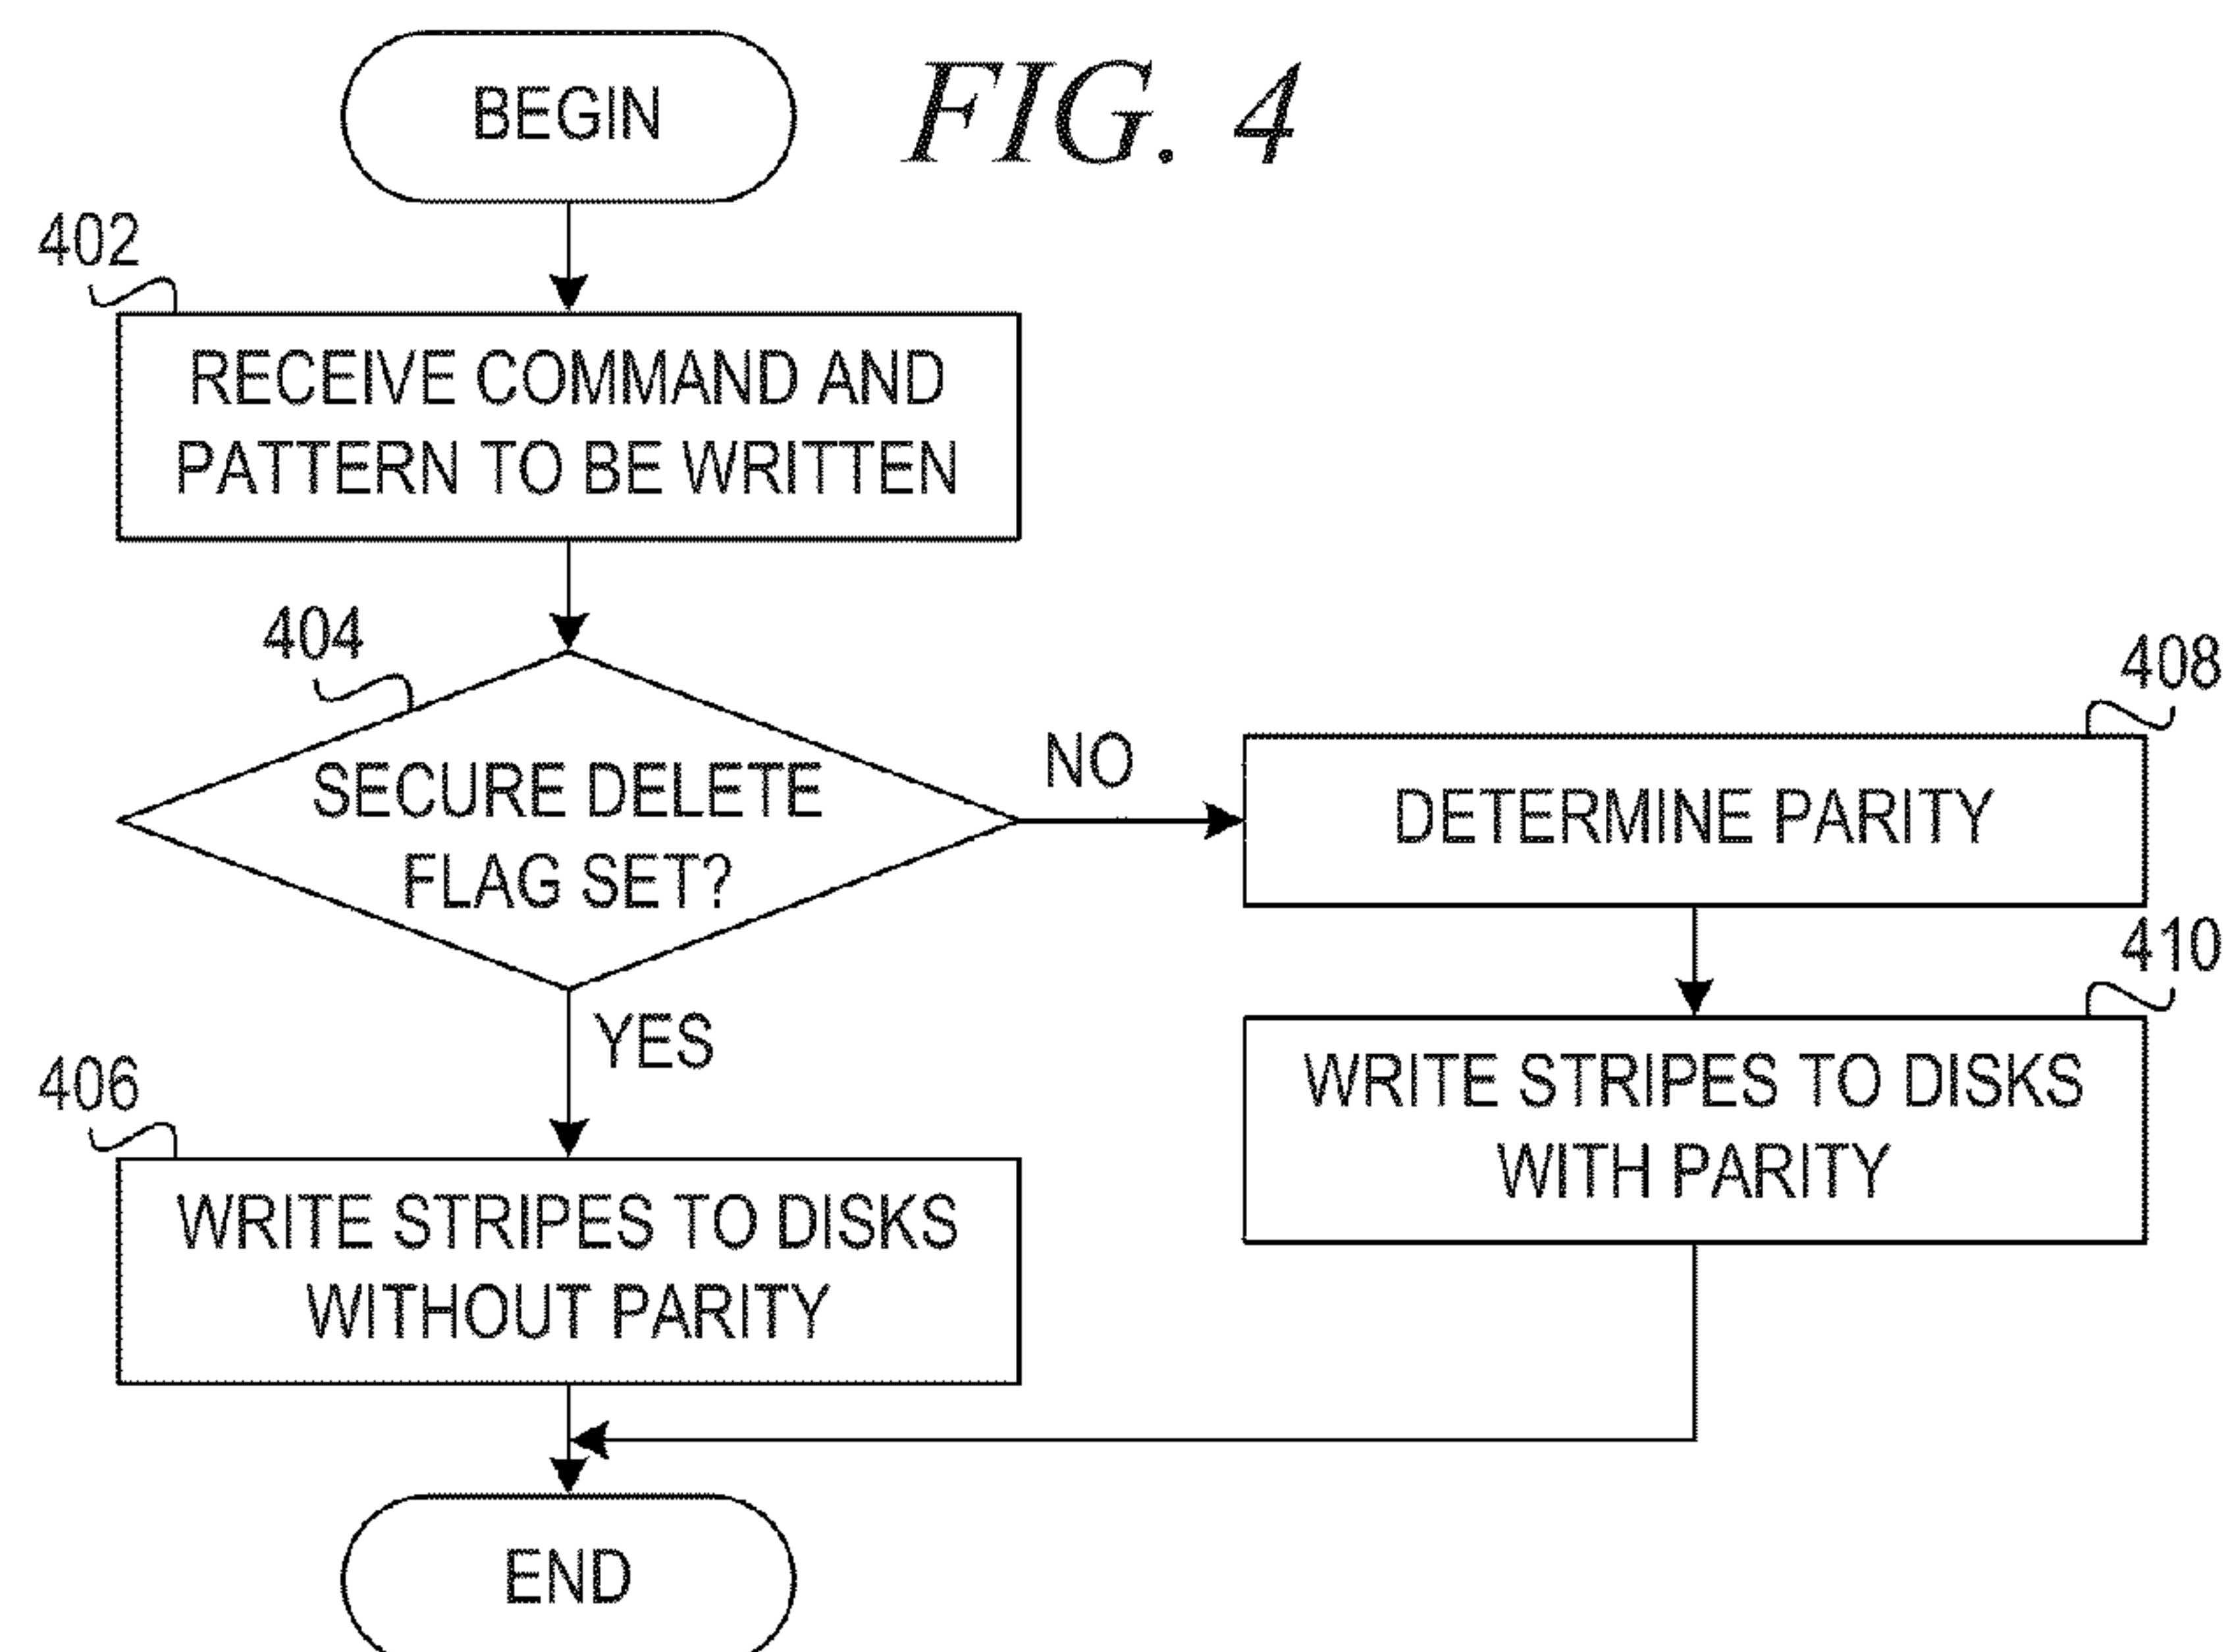 BEGIN
FIG. 4
402
RECEIVE COMMAND AND
PATTERN TO BE WRITTEN
404
SECURE DELETE
FLAG SET?
NO
408
DETERMINE PARITY
410
WRITE STRIPES TO DISKS
WITH PARITY
YES
406
WRITE STRIPES TO DISKS
WITHOUT PARITY
END